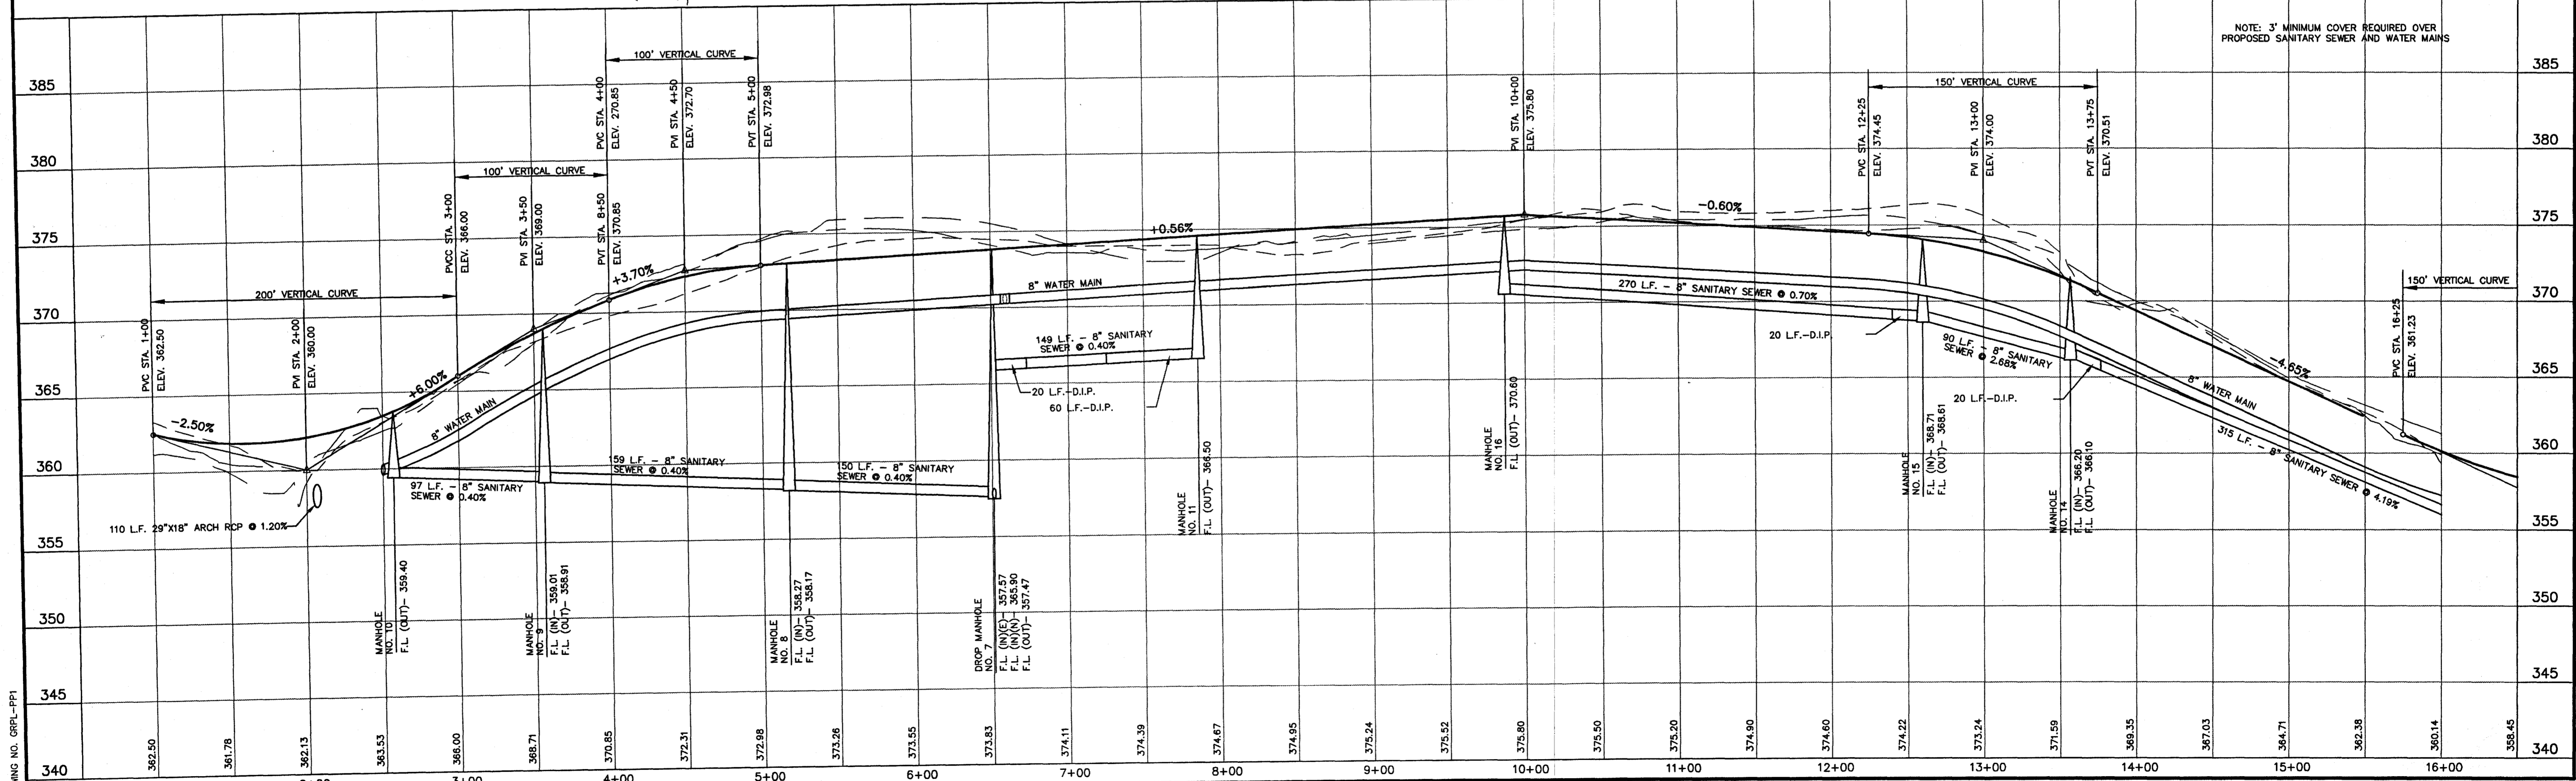 NOTE: 3' MINIMUM COVER REQUIRED OVER
PROPOSED SANITARY SEWER AND WATER MAINS
385
380
375
370
365
360
355
350
345
340
385
380
375
370
365
360
355
350
345
340
100' VERTICAL CURVE
150' VERTICAL CURVE
100' VERTICAL CURVE
200' VERTICAL CURVE
150' VERTICAL CURVE
PVC STA. 1+00
ELEV. 362.50
PVI STA. 2+00
ELEV. 360.00
PVCC STA. 3+00
ELEV. 366.00
PVI STA. 3+50
ELEV. 369.00
PVT STA. 8+50
ELEV. 370.85
PVC STA. 4+00
ELEV. 270.85
PVI STA. 4+50
ELEV. 372.70
PVT STA. 5+00
ELEV. 372.98
PVI STA. 10+00
ELEV. 375.80
PVC STA. 12+25
ELEV. 374.45
PVI STA. 13+00
ELEV. 374.00
PVT STA. 13+75
ELEV. 370.51
PVC STA. 16+25
ELEV. 361.23
-2.50%
+6.00%
+3.70%
+0.56%
-0.60%
-4.65%
8" WATER MAIN
8" WATER MAIN
8" WATER MAIN
110 L.F. 29"X18" ARCH RCP @ 1.20%
97 L.F. - 8" SANITARY
SEWER @ 0.40%
159 L.F. - 8" SANITARY
SEWER @ 0.40%
150 L.F. - 8" SANITARY
SEWER @ 0.40%
149 L.F. - 8" SANITARY
SEWER @ 0.40%
20 L.F.-D.I.P.
60 L.F.-D.I.P.
270 L.F. - 8" SANITARY SEWER @ 0.70%
20 L.F.-D.I.P.
90 L.F. - 8" SANITARY
SEWER @ 2.68%
20 L.F.-D.I.P.
315 L.F. - 8" SANITARY SEWER @ 4.19%
MANHOLE
NO. 10
F.L. (OUT)- 359.40
MANHOLE
NO. 9
F.L. (IN)- 359.01
F.L. (OUT)- 358.91
MANHOLE
NO. 8
F.L. (IN)- 358.27
F.L. (OUT)- 358.17
DROP MANHOLE
NO. 7
F.L. (IN)(E)- 357.57
F.L. (IN)(N)- 365.90
F.L. (OUT)- 357.47
MANHOLE
NO. 11
F.L. (OUT)- 366.50
MANHOLE
NO. 16
F.L. (OUT)- 370.60
MANHOLE
NO. 15
F.L. (IN)- 368.71
F.L. (OUT)- 368.61
MANHOLE
NO. 14
F.L. (IN)- 366.20
F.L. (OUT)- 366.10
362.50
361.78
362.13
363.53
366.00
368.71
370.85
372.31
372.98
373.26
373.55
373.83
374.11
374.39
374.67
374.95
375.24
375.52
375.80
375.50
375.20
374.90
374.60
374.22
373.24
371.59
369.35
367.03
364.71
362.38
360.14
358.45
3+00
4+00
5+00
6+00
7+00
8+00
9+00
10+00
11+00
12+00
13+00
14+00
15+00
16+00
NO. GRPL-PP1